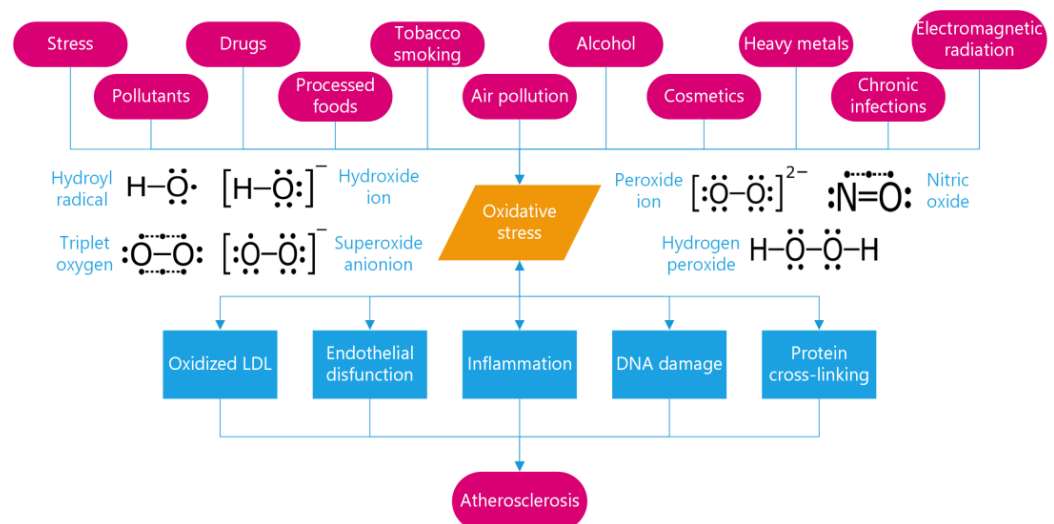 Stress
Drugs
Tobacco
smoking
Alcohol
Heavy metals
Electromagnetic
radiation
Pollutants
Processed
foods
Air pollution
Cosmetics
Chronic
infections
Hydroyl
radical
H–O
[H–O]⁻
Hydroxide
ion
Oxidative
stress
Peroxide
ion
[O–O]²⁻
N=O
Nitric
oxide
Triplet
oxygen
O–O
[O–O]⁻
Superoxide
anionion
Hydrogen
peroxide
H–O–O–H
Oxidized LDL
Endothelial
disfunction
Inflammation
DNA damage
Protein
cross-linking
Atherosclerosis